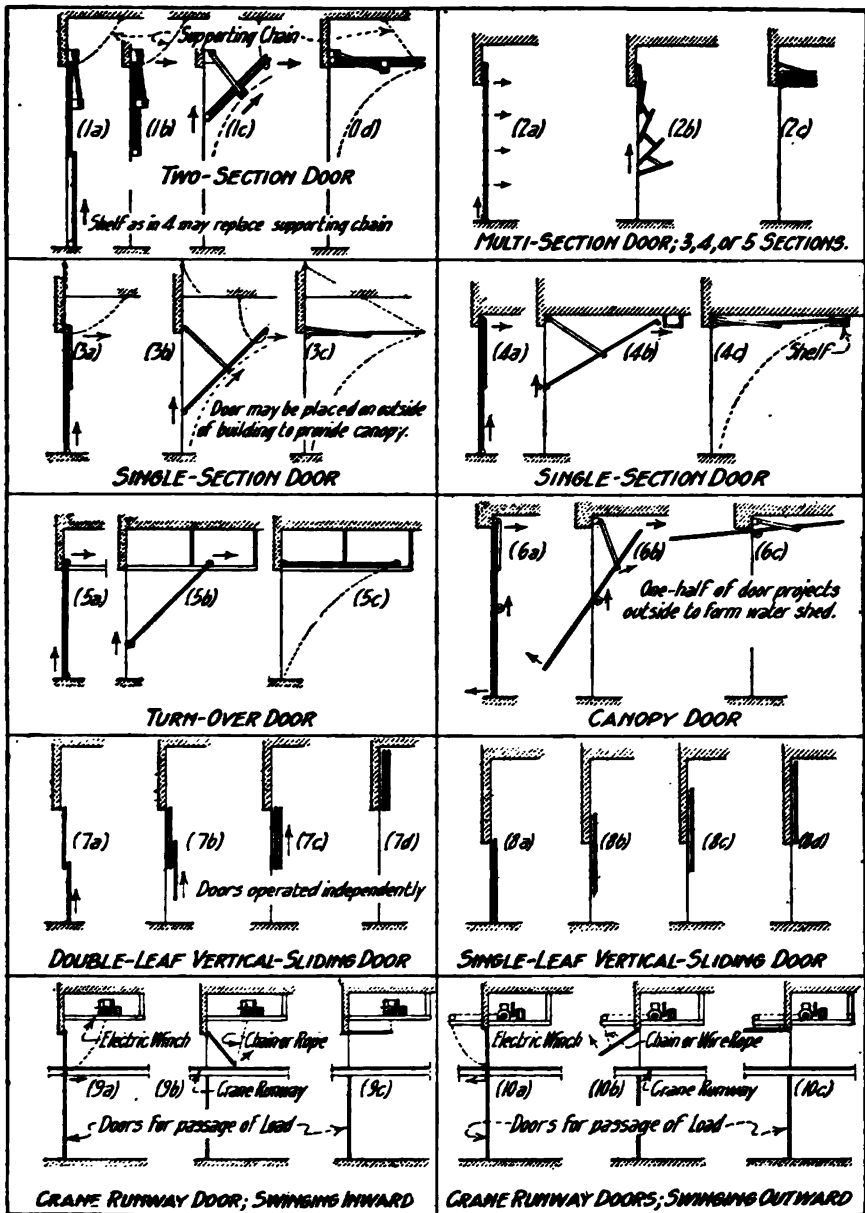 Supporting Chain
(1a) (1b) (1c) (1d)
TWO-SECTION DOOR
Shelf as in 4 may replace supporting chain
(2a) (2b) (2c)
MULTI-SECTION DOOR; 3, 4, or 5 SECTIONS.
(3a) (3b) (3c)
Door may be placed on outside
of building to provide canopy.
SINGLE-SECTION DOOR
(4a) (4b) (4c)
Shelf
SINGLE-SECTION DOOR
(5a) (5b) (5c)
TURN-OVER DOOR
(6a) (6b) (6c)
One-half of door projects
outside to form water shed.
CANOPY DOOR
(7a) (7b) (7c) (7d)
Doors operated independently
DOUBLE-LEAF VERTICAL-SLIDING DOOR
(8a) (8b) (8c) (8d)
SINGLE-LEAF VERTICAL-SLIDING DOOR
Electric Winch Chain or Rope
(9a) (9b) Crane Runway (9c)
Doors for passage of Load
CRANE RUNWAY DOOR; SWINGING INWARD
Electric Winch Chain or Wire Rope
(10a) (10b) Crane Runway (10c)
Doors for passage of Load
CRANE RUNWAY DOORS; SWINGING OUTWARD